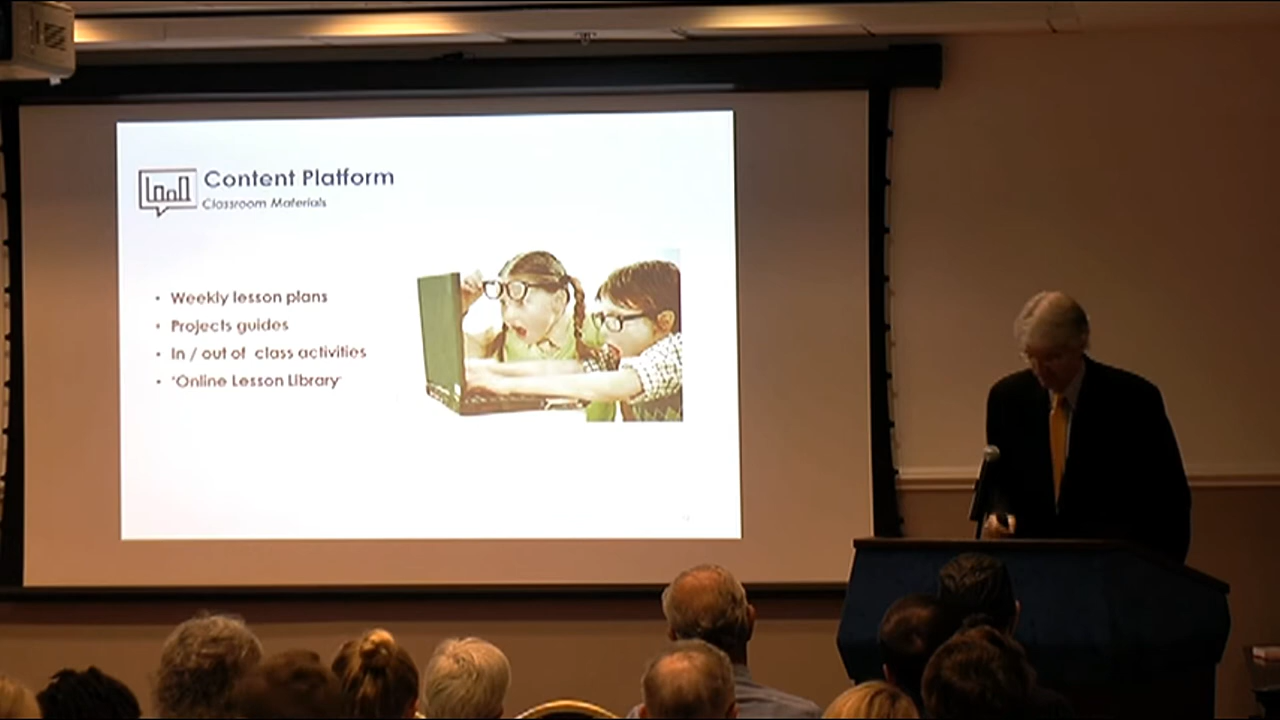 Content Platform
Classroom Materials
• Weekly lesson plans
• Projects guides
• In / out of class activities
• 'Online Lesson Library'